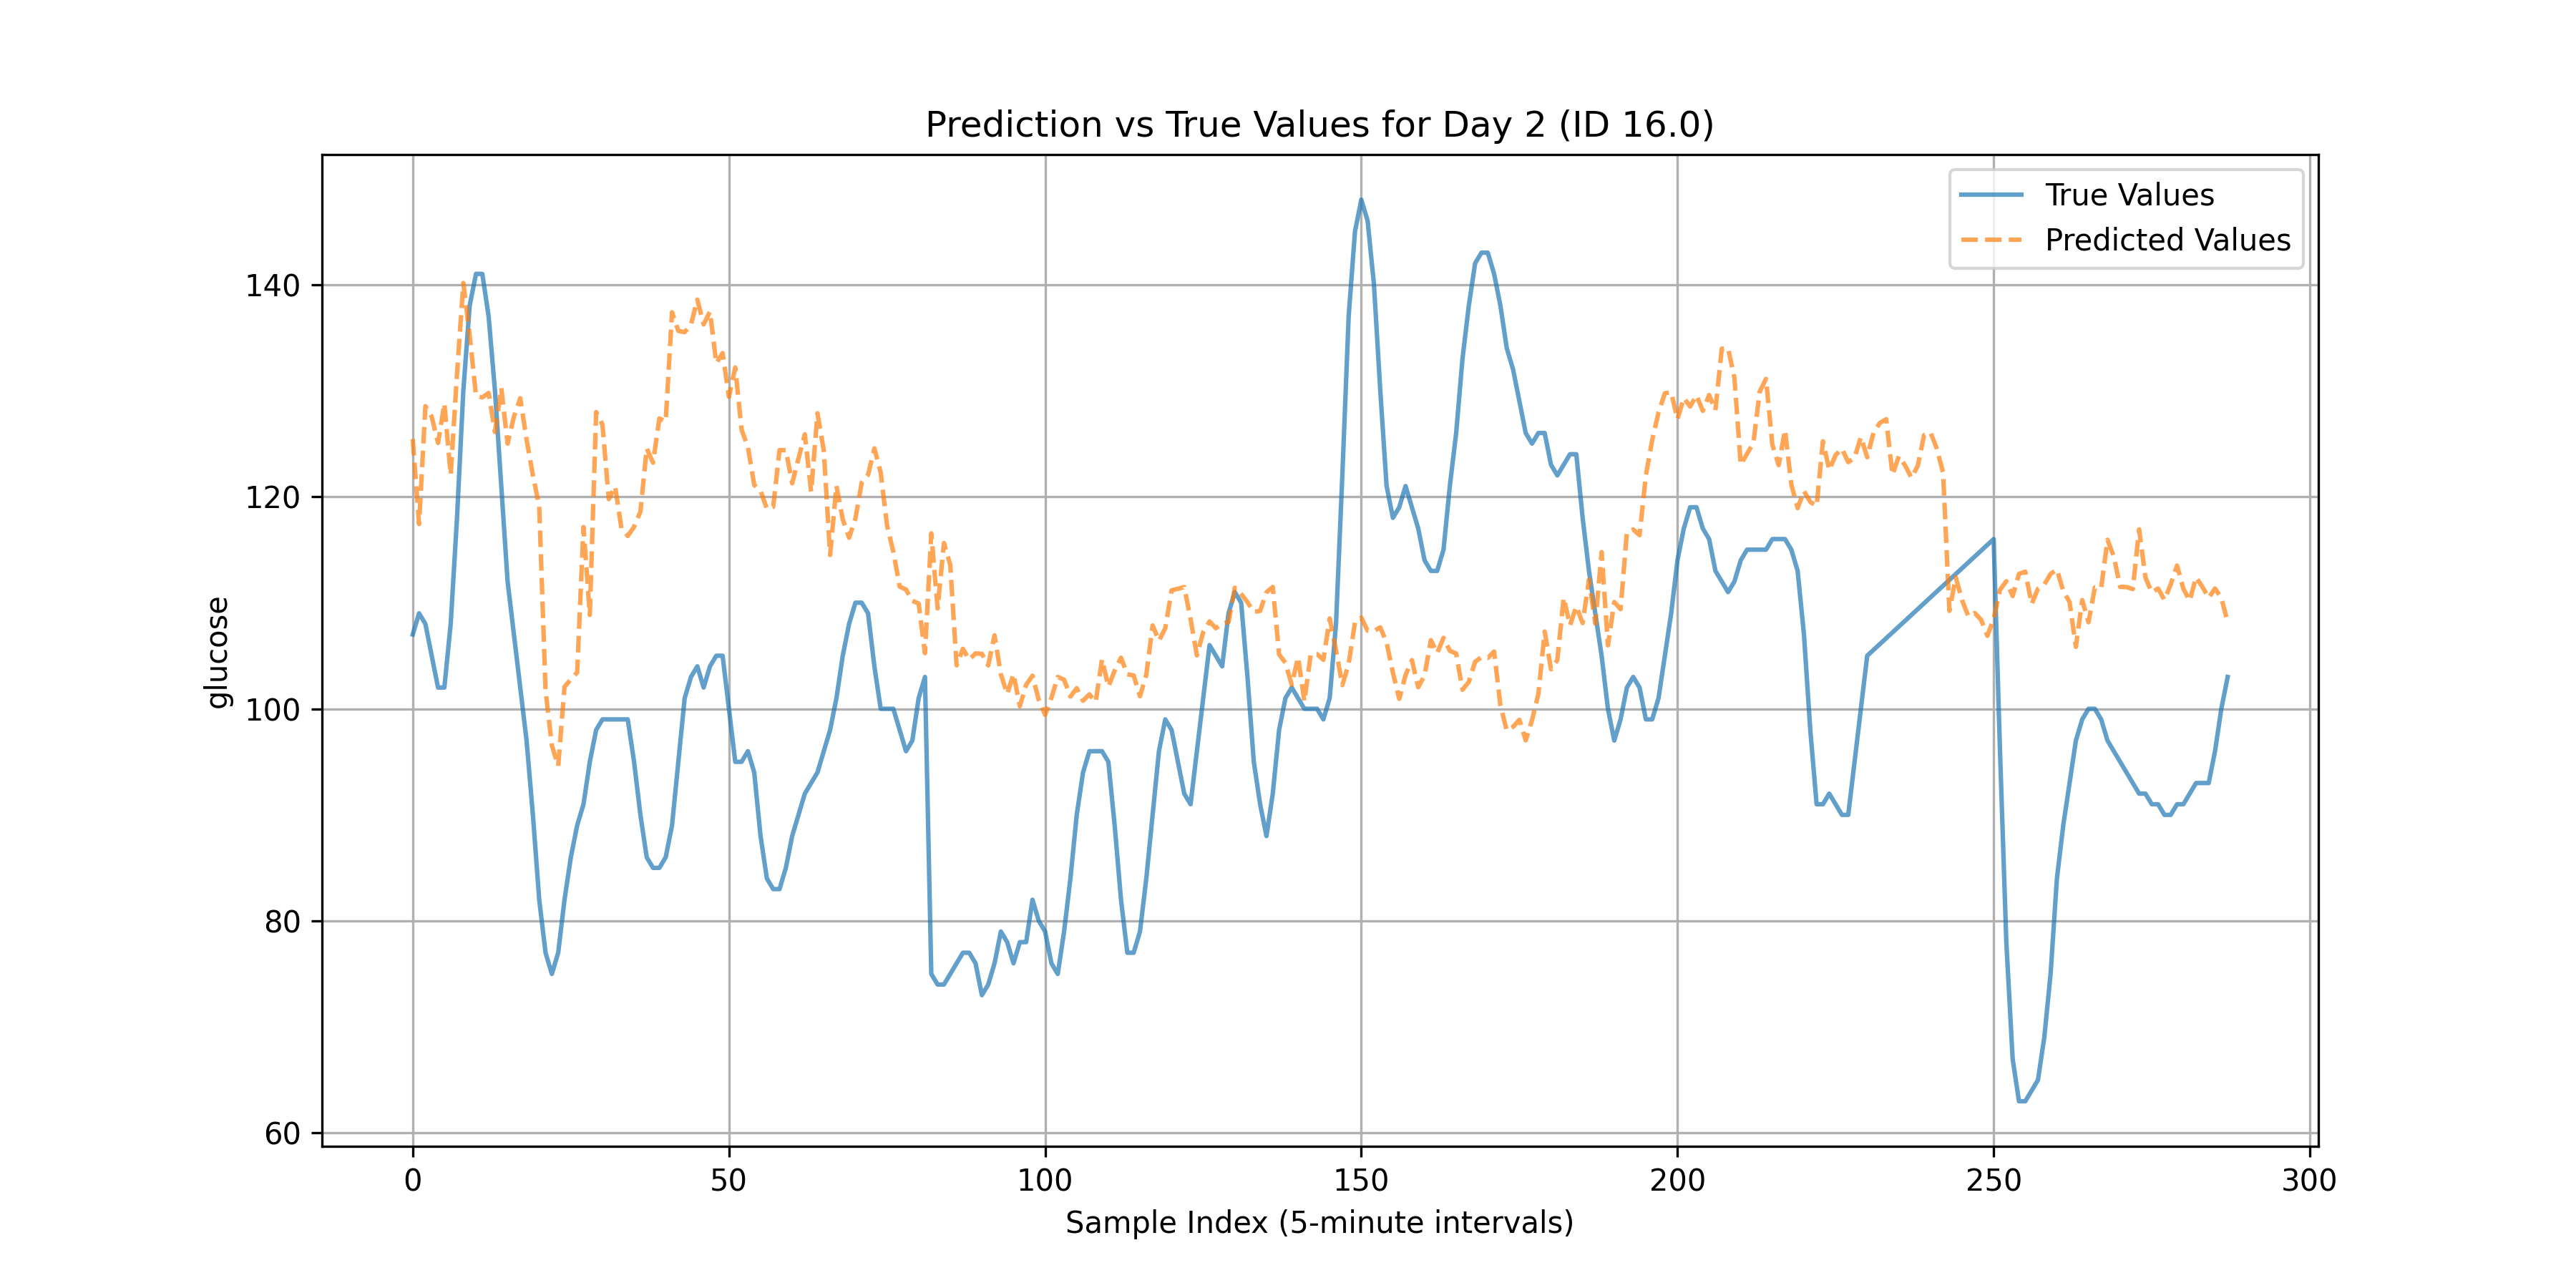 Prediction vs True Values for Day 2 (ID 16.0)
True Values
Predicted Values
glucose
140
120
100
80
60
0 50 100 150 200 250 300
Sample Index (5-minute intervals)